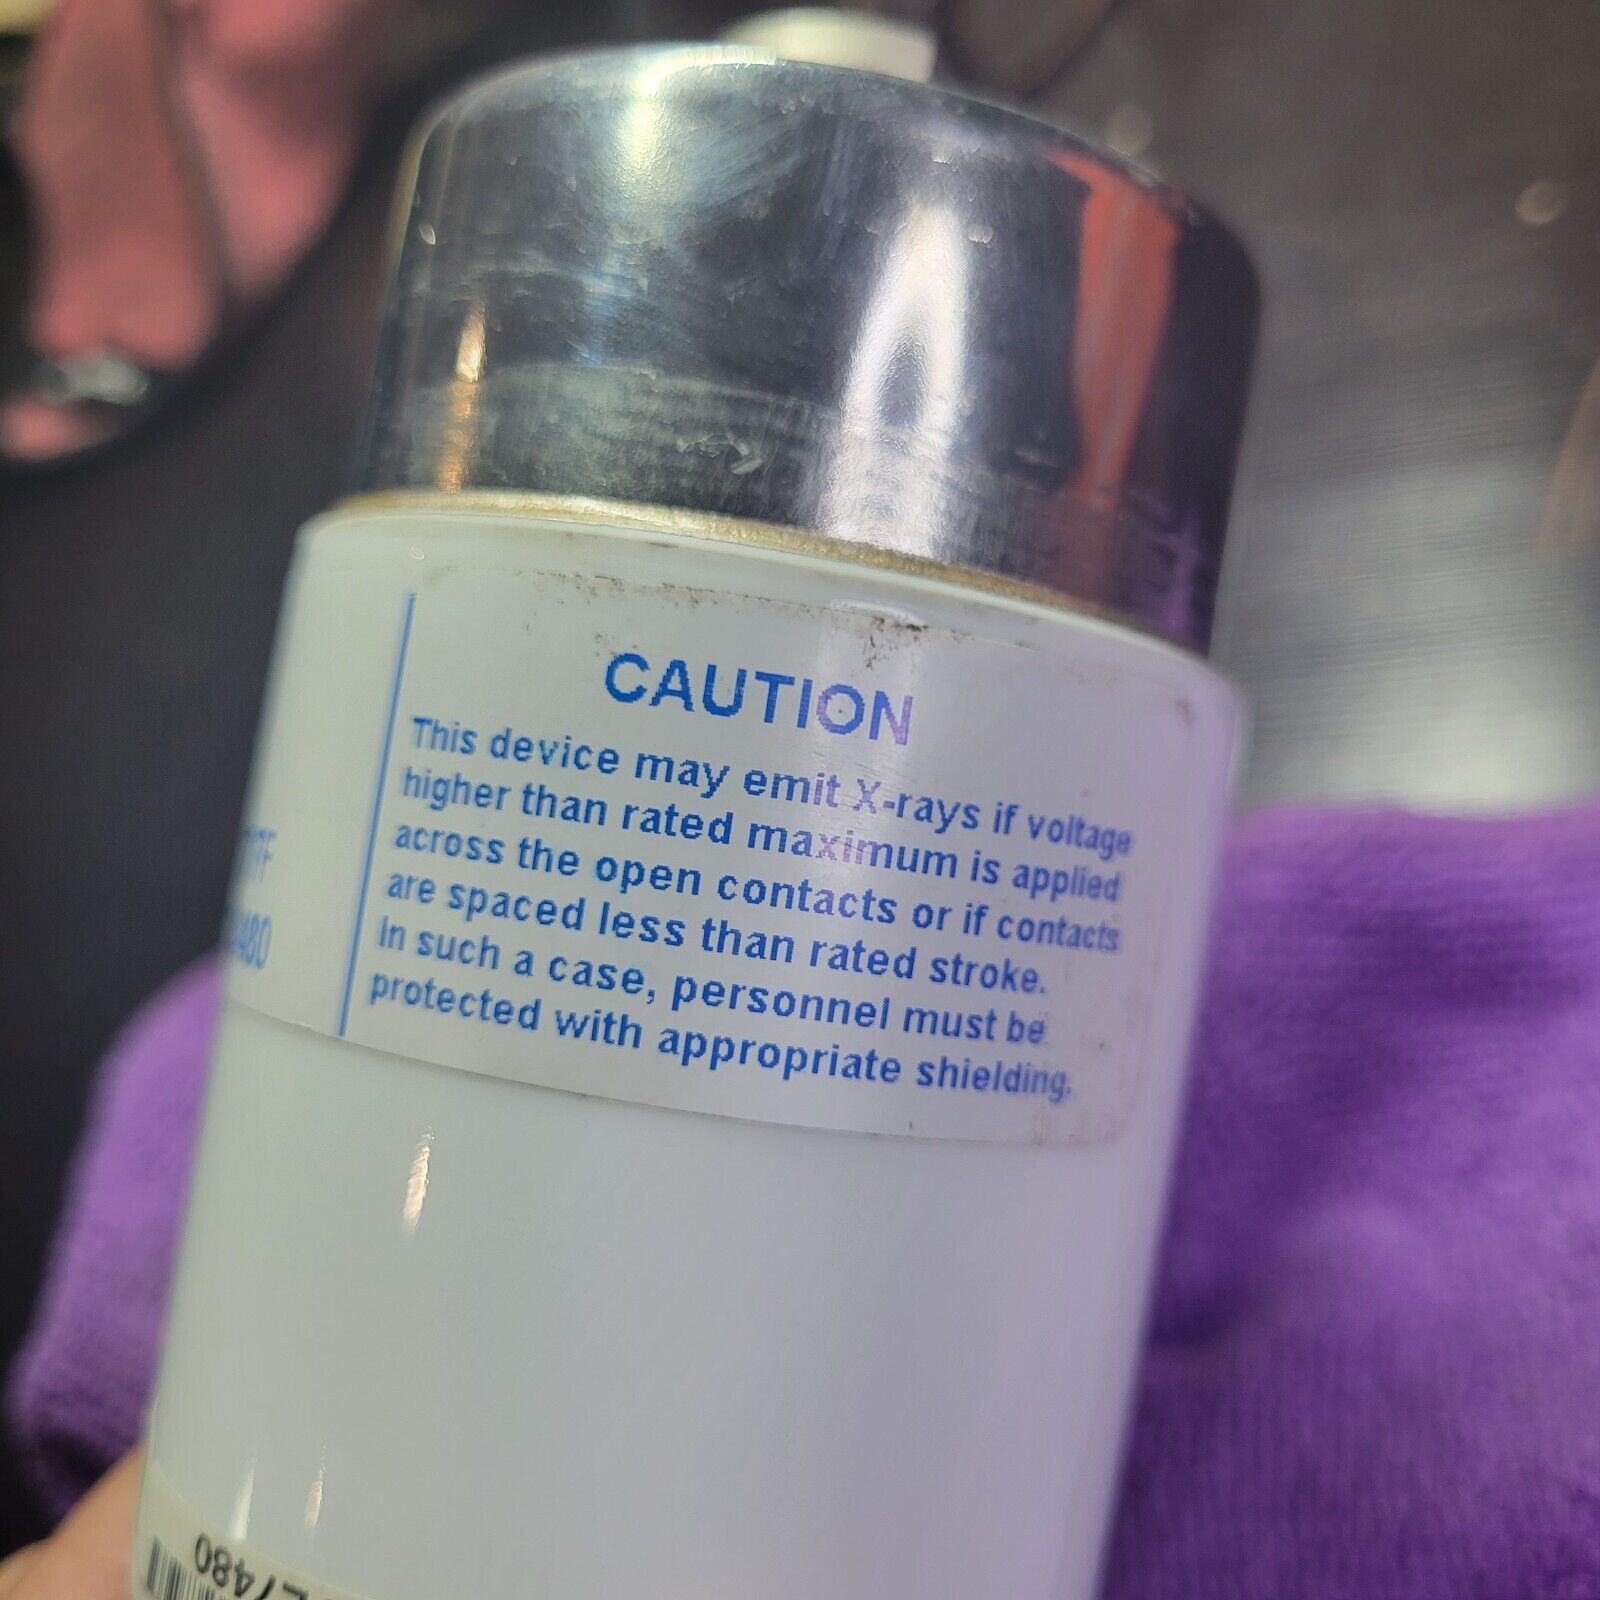 CAUTION
This device may emit X-rays if voltage
higher than rated maximum is applied
across the open contacts or if contacts
are spaced less than rated stroke.
In such a case, personnel must be
protected with appropriate shielding.
7480